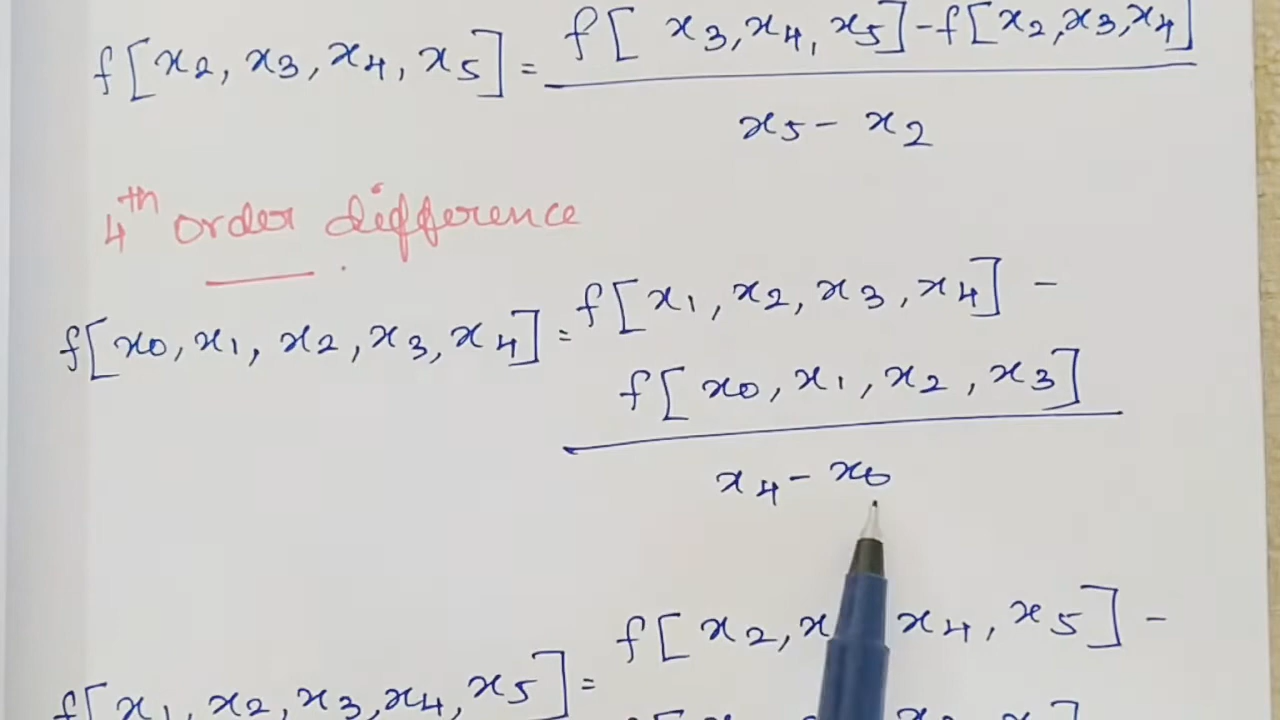 f[x2, x3, x4, x5] = f[ x3, x4, x5] - f[x2, x3, x4]
x5 - x2
4th order difference
f[x0, x1, x2, x3, x4] = f[x1, x2, x3, x4] -
f[x0, x1, x2, x3]
x4 - x0
f[x2, x x4, x5] -
f[x1, x2, x3, x4, x5] =